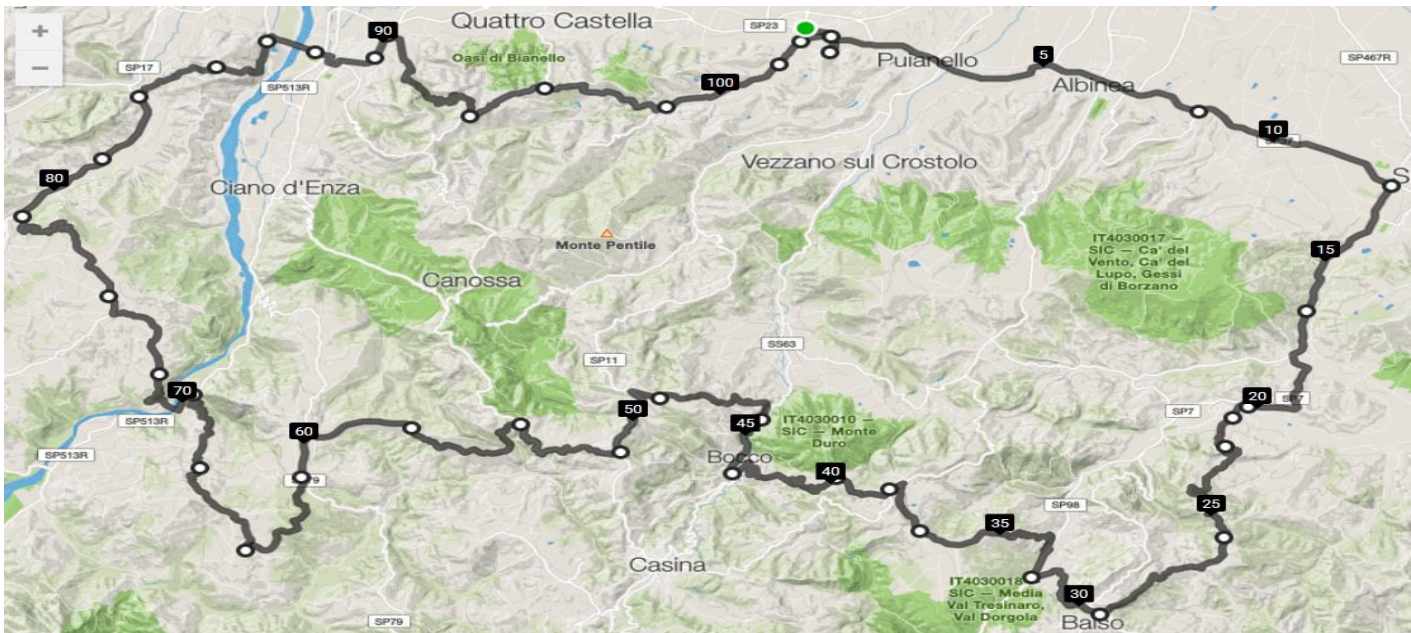 +
−
90
Quattro Castella
SP23
Oasi di Bianello
Puianello
5
SP467R
SP17
SP513R
100
Albinea
10
Vezzano sul Crostolo
80
Ciano d'Enza
Monte Pentile
IT4030017 —
SIC — Ca' del
Vento, Ca' del
Lupo, Gessi
di Borzano
15
Canossa
SS63
SP11
70
SP513R
50
20
SP7
SP7
IT4030010 —
SIC — Monte
Duro
45
60
SP513R
Bocco
40
25
SP98
35
Casina
IT4030018
SIC — Media
Val Tresinaro,
Val Dorgola
30
SP79